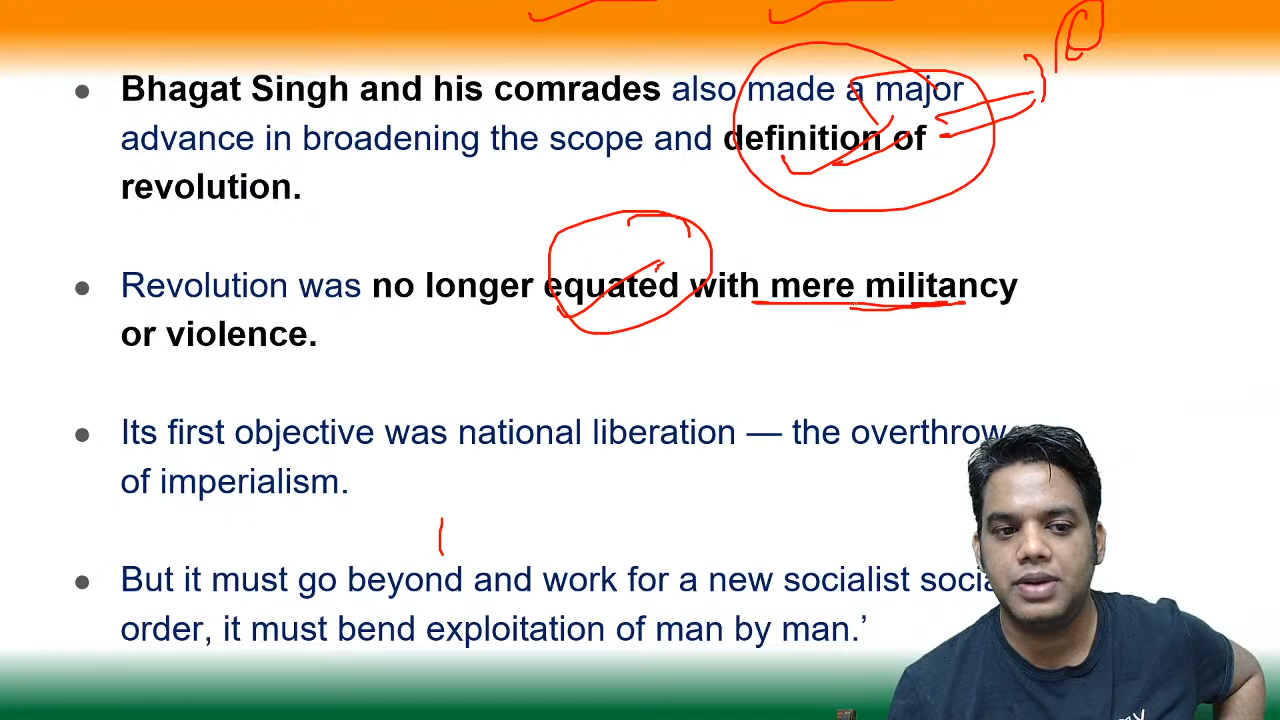 Bhagat Singh and his comrades also made a major
advance in broadening the scope and definition of
revolution.
Revolution was no longer equated with mere militancy
or violence.
Its first objective was national liberation — the overthrow
of imperialism.
But it must go beyond and work for a new socialist
order, it must bend exploitation of man by man.’